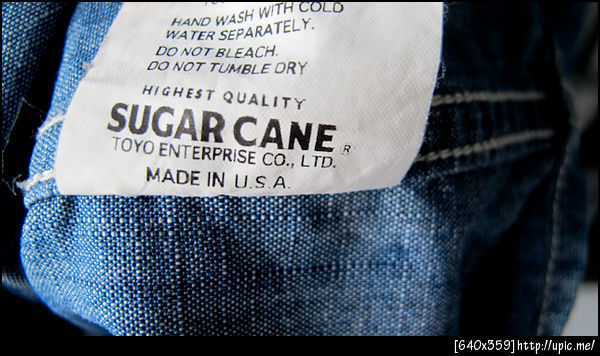 HAND WASH WITH COLD
WATER SEPARATELY.
DO NOT BLEACH.
DO NOT TUMBLE DRY
HIGHEST QUALITY
SUGAR CANE ®
TOYO ENTERPRISE CO., LTD.
MADE IN U.S.A.
[640x359]http://upic.me/